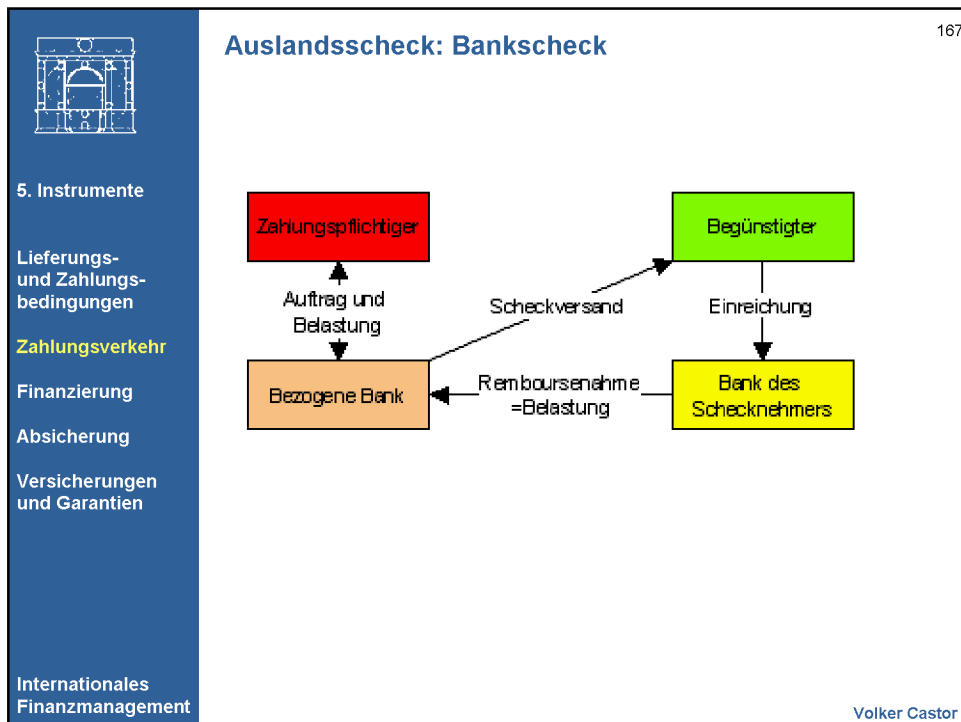 167
Auslandsscheck: Bankscheck
5. Instrumente
Lieferungs-
und Zahlungs-
bedingungen
Zahlungsverkehr
Finanzierung
Absicherung
Versicherungen
und Garantien
Internationales
Finanzmanagement
Zahlungspflichtiger
Begünstigter
Auftrag und
Belastung
Scheckversand
Einreichung
Bezogene Bank
Remboursenahme
=Belastung
Bank des
Schecknehmers
Volker Castor